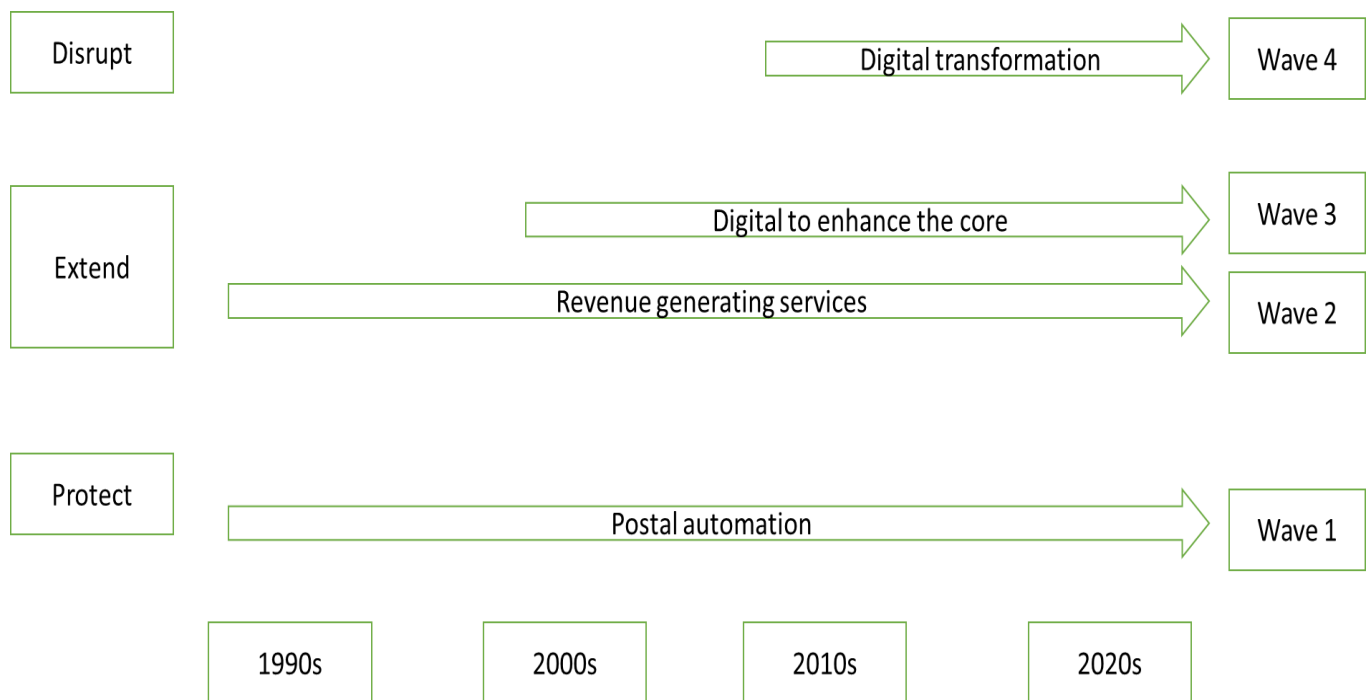 Disrupt
Digital transformation
Wave 4
Extend
Digital to enhance the core
Wave 3
Revenue generating services
Wave 2
Protect
Postal automation
Wave 1
1990s
2000s
2010s
2020s